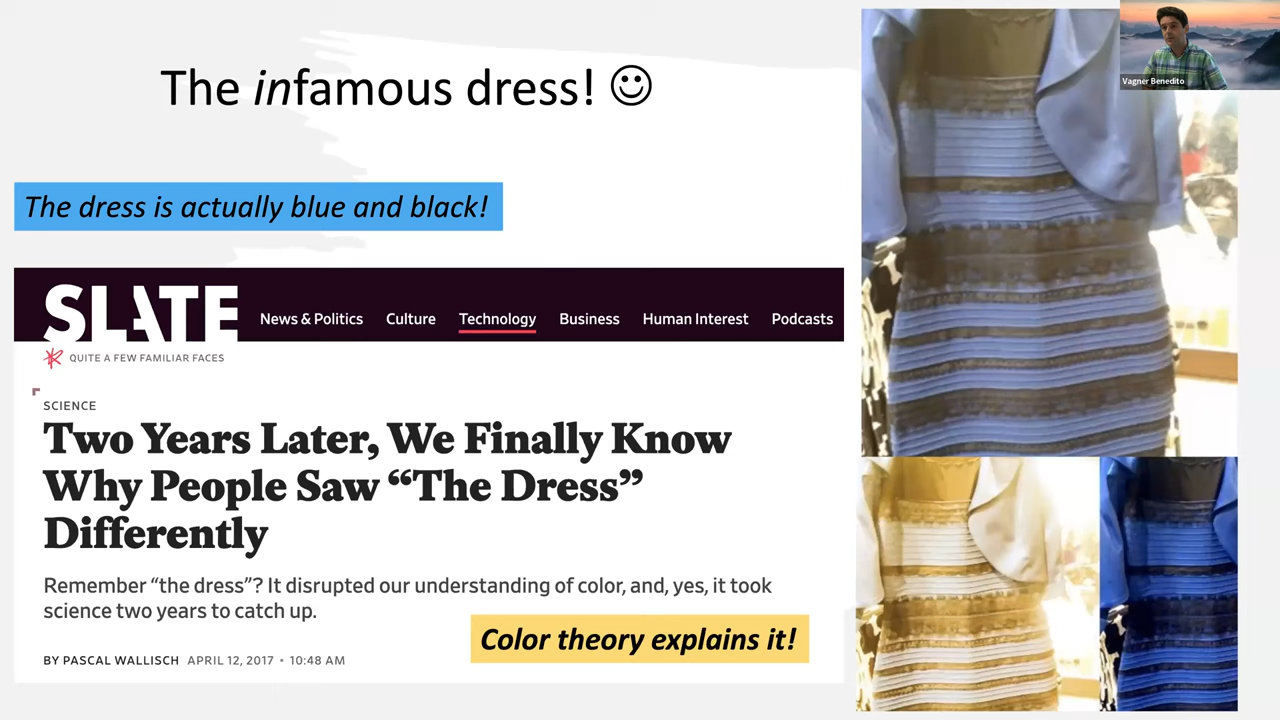 The infamous dress! ☺
Vagner Benedito
The dress is actually blue and black!
SLATE
News & Politics Culture Technology Business Human Interest Podcasts
QUITE A FEW FAMILIAR FACES
SCIENCE
Two Years Later, We Finally Know
Why People Saw “The Dress”
Differently
Remember “the dress”? It disrupted our understanding of color, and, yes, it took
science two years to catch up.
Color theory explains it!
BY PASCAL WALLISCH APRIL 12, 2017 • 10:48 AM